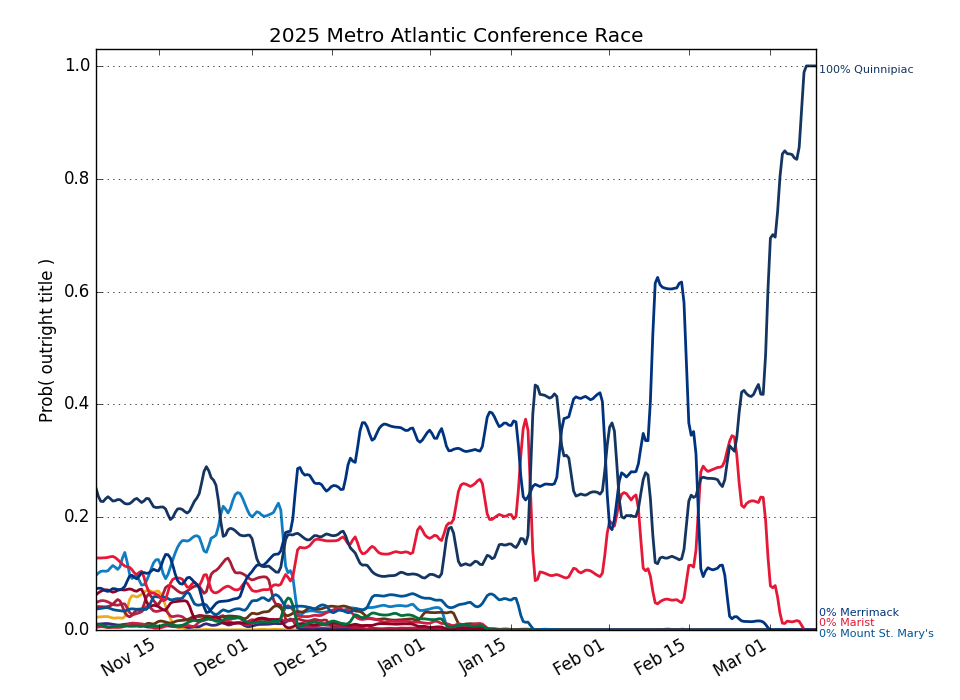 2025 Metro Atlantic Conference Race
1.0
100% Quinnipiac
0.8
0.6
Prob( outright title )
0.4
0.2
0% Merrimack
0% Marist
0.0
0% Mount St. Mary's
Nov 15
Dec 01
Dec 15
Jan 01
Jan 15
Feb 01
Feb 15
Mar 01